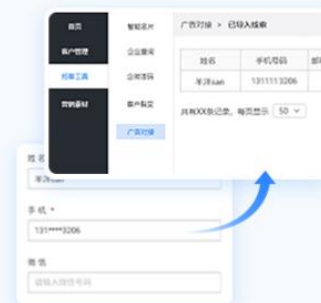 首页
客户管理
拓客工具
营销素材
智能名片
企业查询
客户裂变
广告对接
广告对接 > 已导入线索
姓名 手机号码 邮
羊洋san 1311113206
共有XX条记录，每页显示 50
姓名
羊洋san
手机 *
131****3206
微信
请输入微信号码